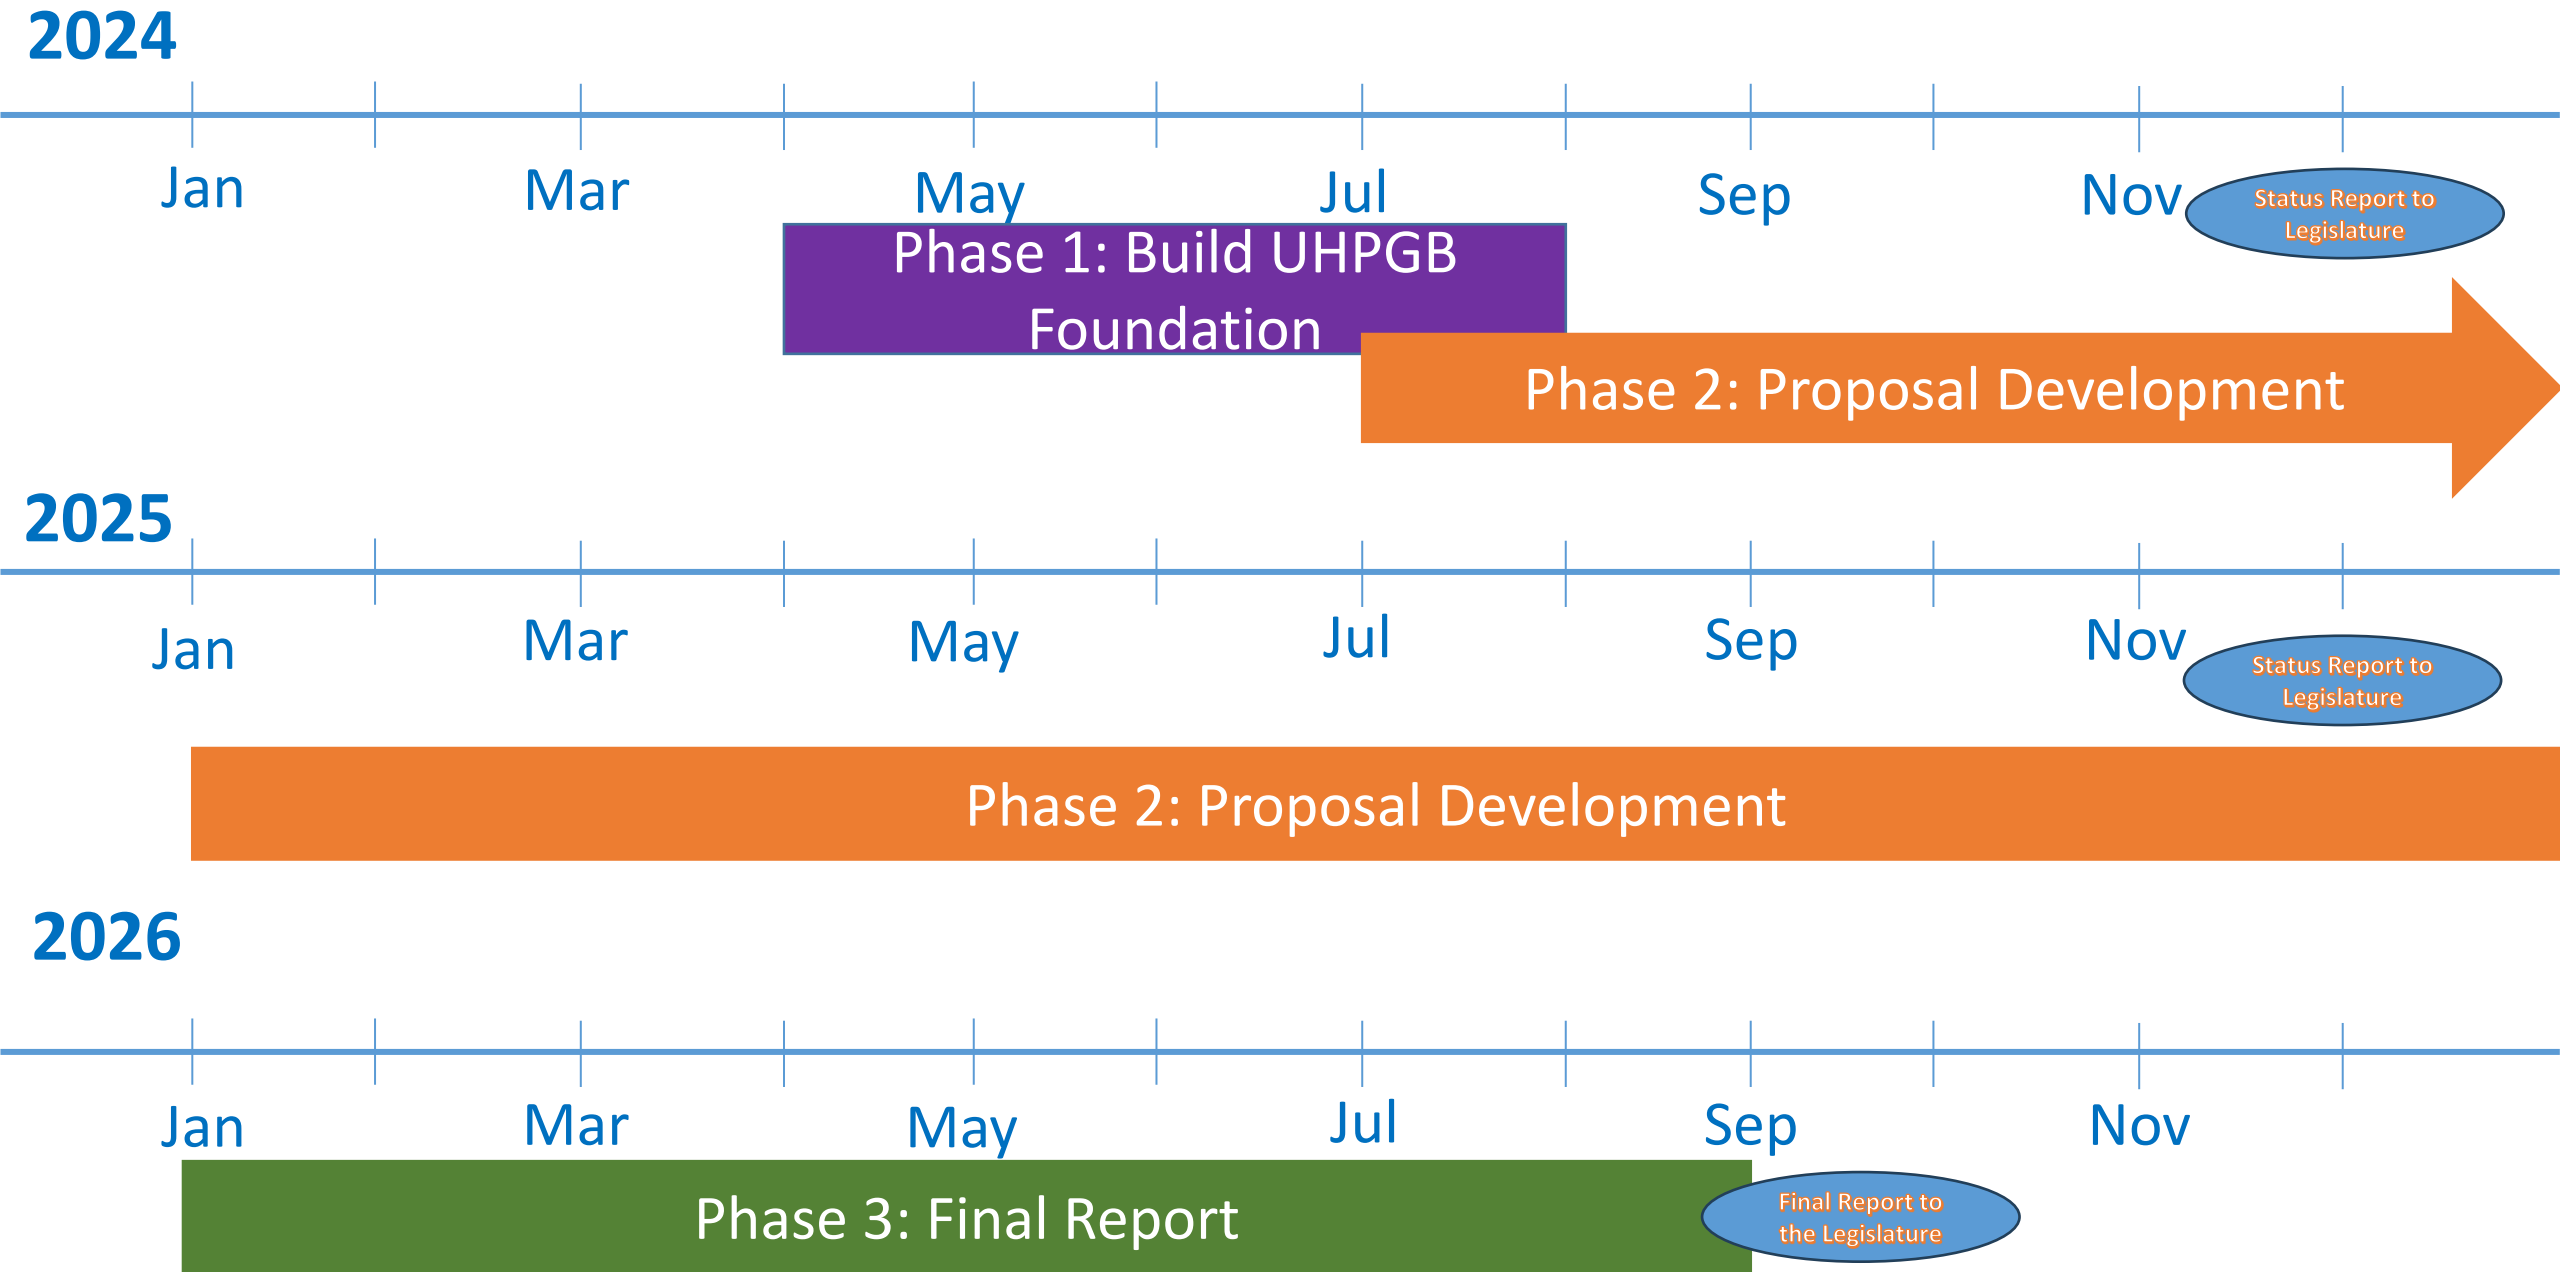 2024
Jan
Mar
May
Jul
Sep
Nov
Status Report to
Legislature
Phase 1: Build UHPGB
Foundation
Phase 2: Proposal Development
2025
Jan
Mar
May
Jul
Sep
Nov
Status Report to
Legislature
Phase 2: Proposal Development
2026
Jan
Mar
May
Jul
Sep
Nov
Phase 3: Final Report
Final Report to
the Legislature